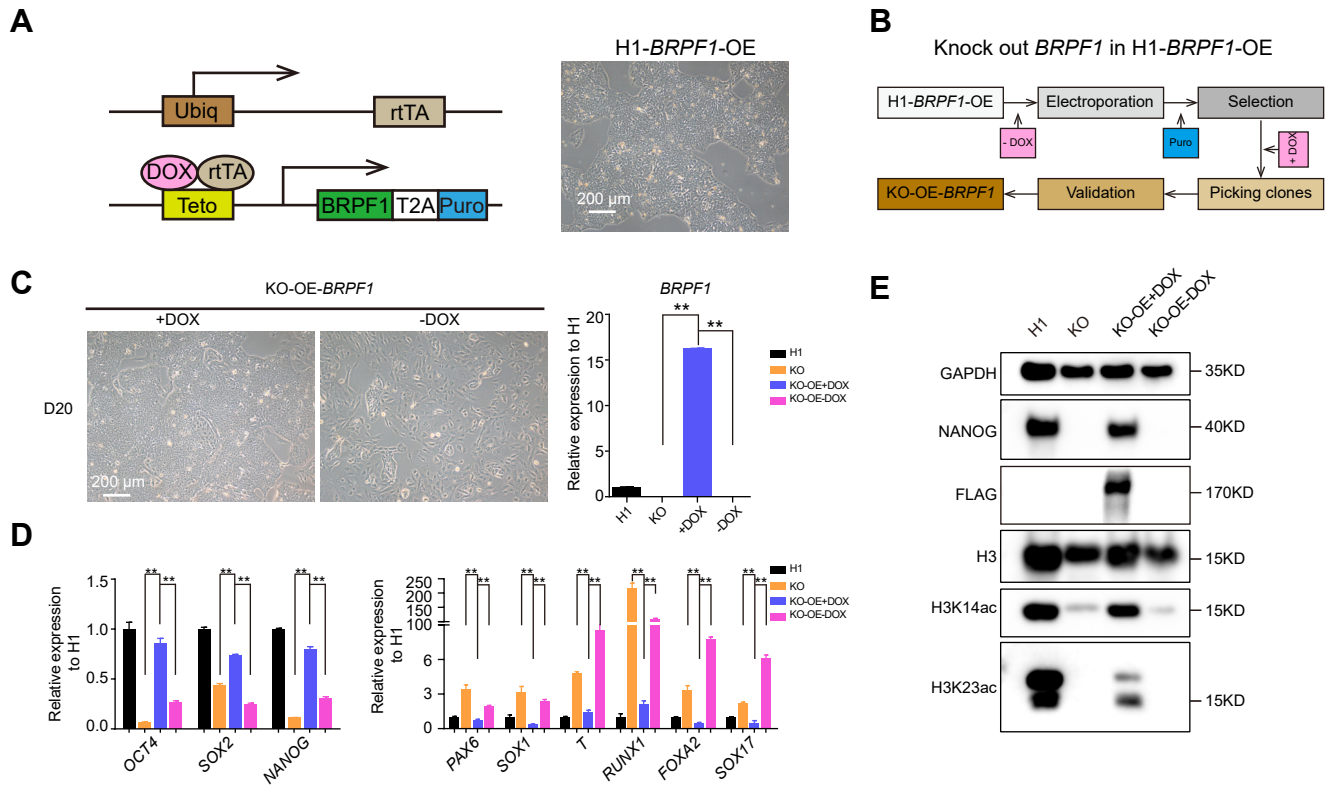 A
Ubiq
rtTA
DOX
rtTA
Teto
BRPF1
T2A
Puro
H1-BRPF1-OE
200 μm
B
Knock out BRPF1 in H1-BRPF1-OE
H1-BRPF1-OE
Electroporation
Selection
- DOX
Puro
+ DOX
KO-OE-BRPF1
Validation
Picking clones
C
KO-OE-BRPF1
+DOX
-DOX
D20
200 μm
BRPF1
Relative expression to H1
20
15
10
5
0
**
**
H1
KO
+DOX
-DOX
H1
KO
KO-OE+DOX
KO-OE-DOX
D
Relative expression
to H1
1.5
1.0
0.5
0.0
** ** ** ** ** **
OCT4
SOX2
NANOG
Relative expression
to H1
250
200
150
100
6
3
0
** ** ** ** ** ** ** ** ** ** ** **
PAX6
SOX1
T
RUNX1
FOXA2
SOX17
H1
KO
KO-OE+DOX
KO-OE-DOX
E
H1
KO
KO-OE+DOX
KO-OE-DOX
GAPDH
35KD
NANOG
40KD
FLAG
170KD
H3
15KD
H3K14ac
15KD
H3K23ac
15KD